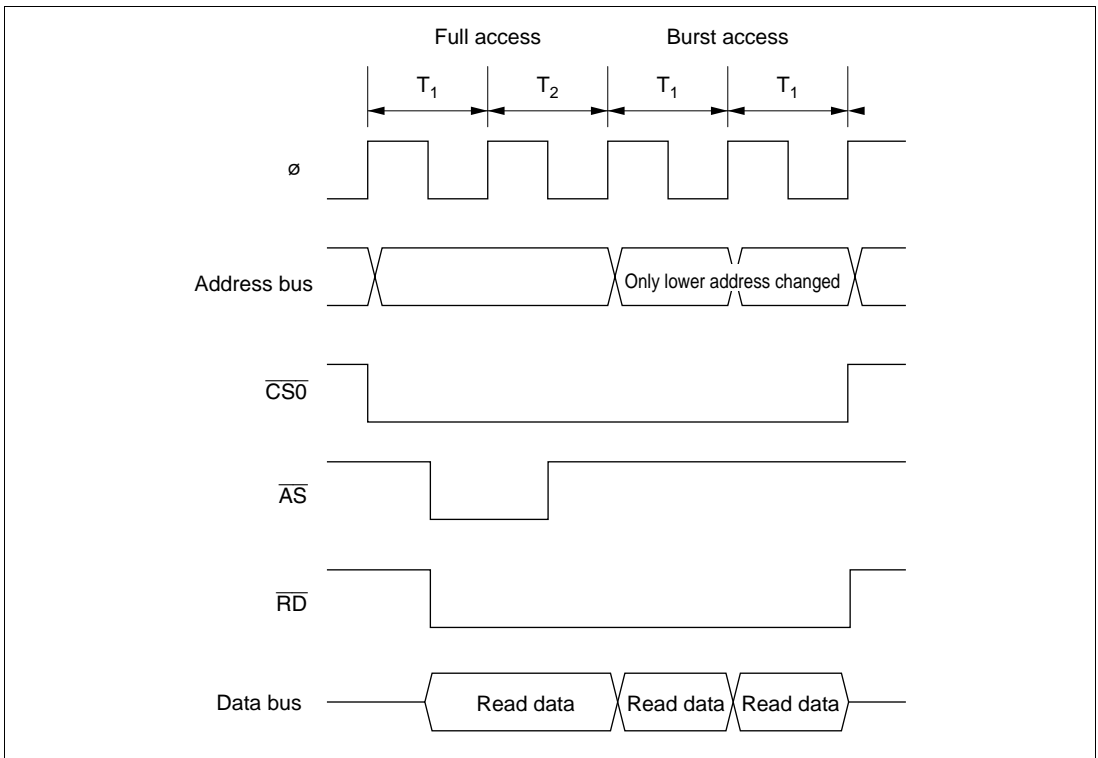 Full access Burst access
T1 T2 T1 T1
ø
Address bus Only lower address changed
CS0
AS
RD
Data bus Read data Read data Read data